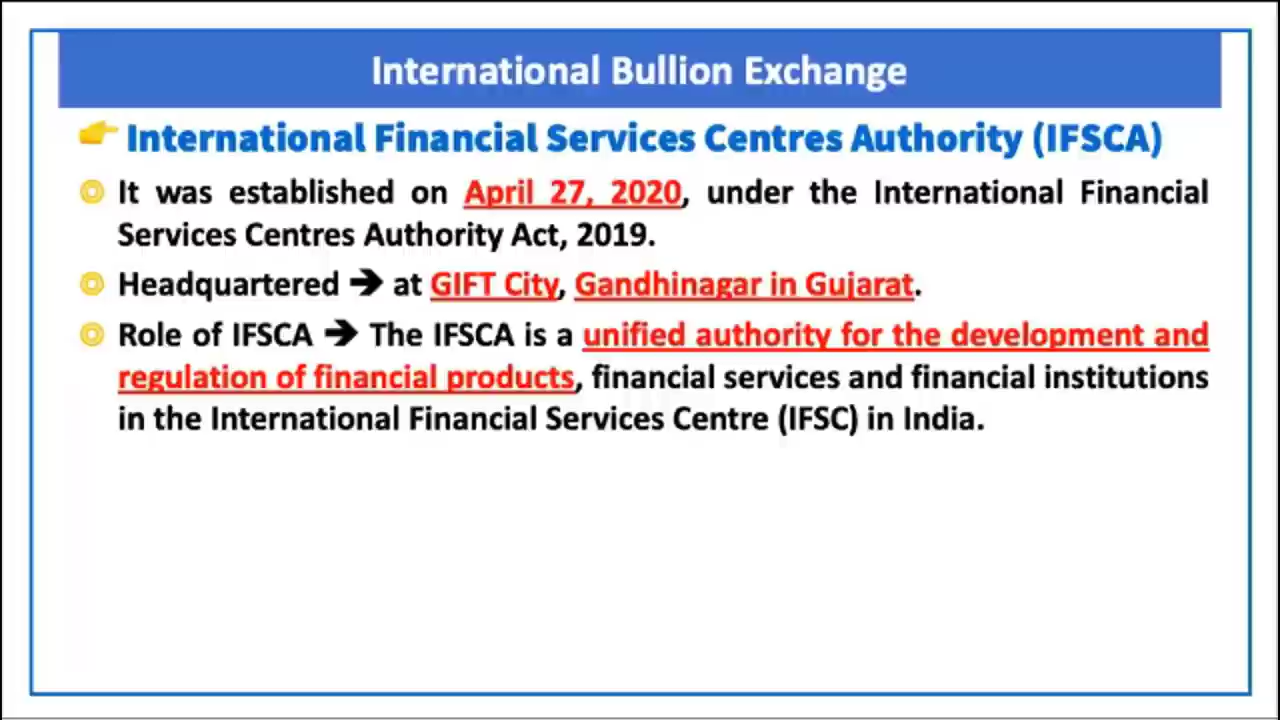 International Bullion Exchange
👉 International Financial Services Centres Authority (IFSCA)
It was established on April 27, 2020, under the International Financial
Services Centres Authority Act, 2019.
Headquartered ➔ at GIFT City, Gandhinagar in Gujarat.
Role of IFSCA ➔ The IFSCA is a unified authority for the development and
regulation of financial products, financial services and financial institutions
in the International Financial Services Centre (IFSC) in India.